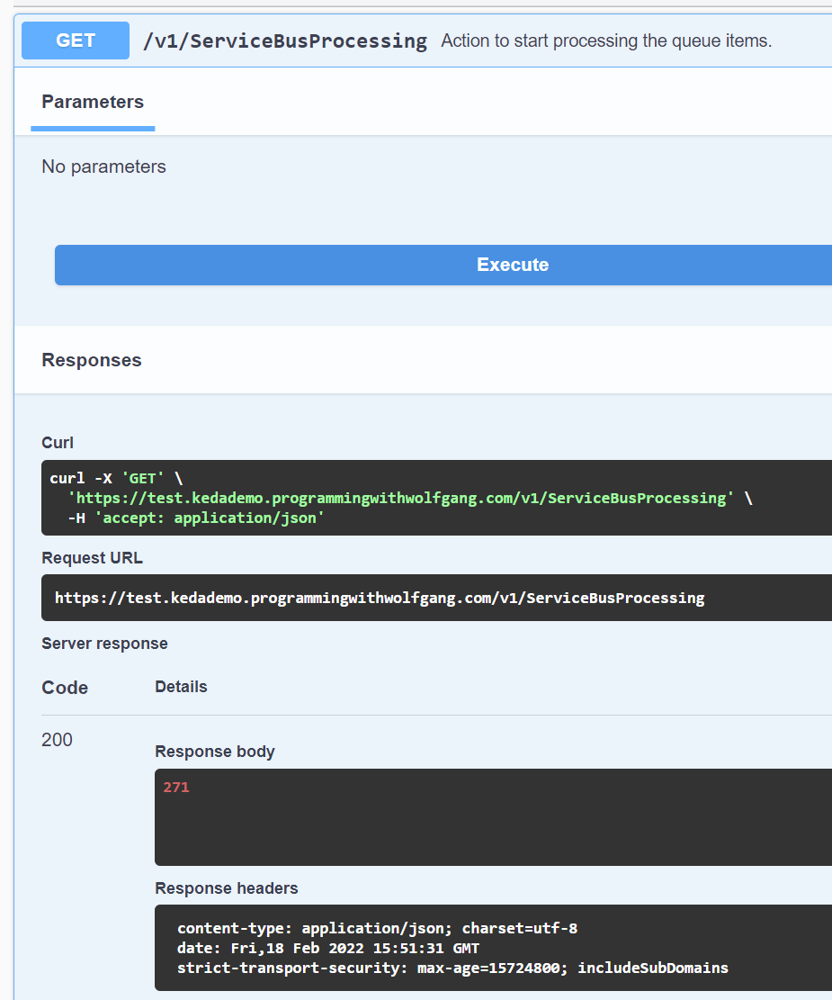 GET /v1/ServiceBusProcessing Action to start processing the queue items.
Parameters
No parameters
Execute
Responses
Curl
curl -X 'GET' \
'https://test.kedademo.programmingwithwolfgang.com/v1/ServiceBusProcessing' \
-H 'accept: application/json'
Request URL
https://test.kedademo.programmingwithwolfgang.com/v1/ServiceBusProcessing
Server response
Code Details
200
Response body
271
Response headers
content-type: application/json; charset=utf-8
date: Fri,18 Feb 2022 15:51:31 GMT
strict-transport-security: max-age=15724800; includeSubDomains